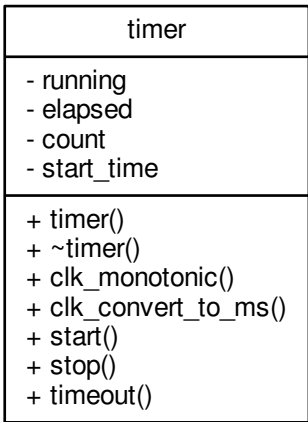 timer
- running
- elapsed
- count
- start_time
+ timer()
+ ~timer()
+ clk_monotonic()
+ clk_convert_to_ms()
+ start()
+ stop()
+ timeout()